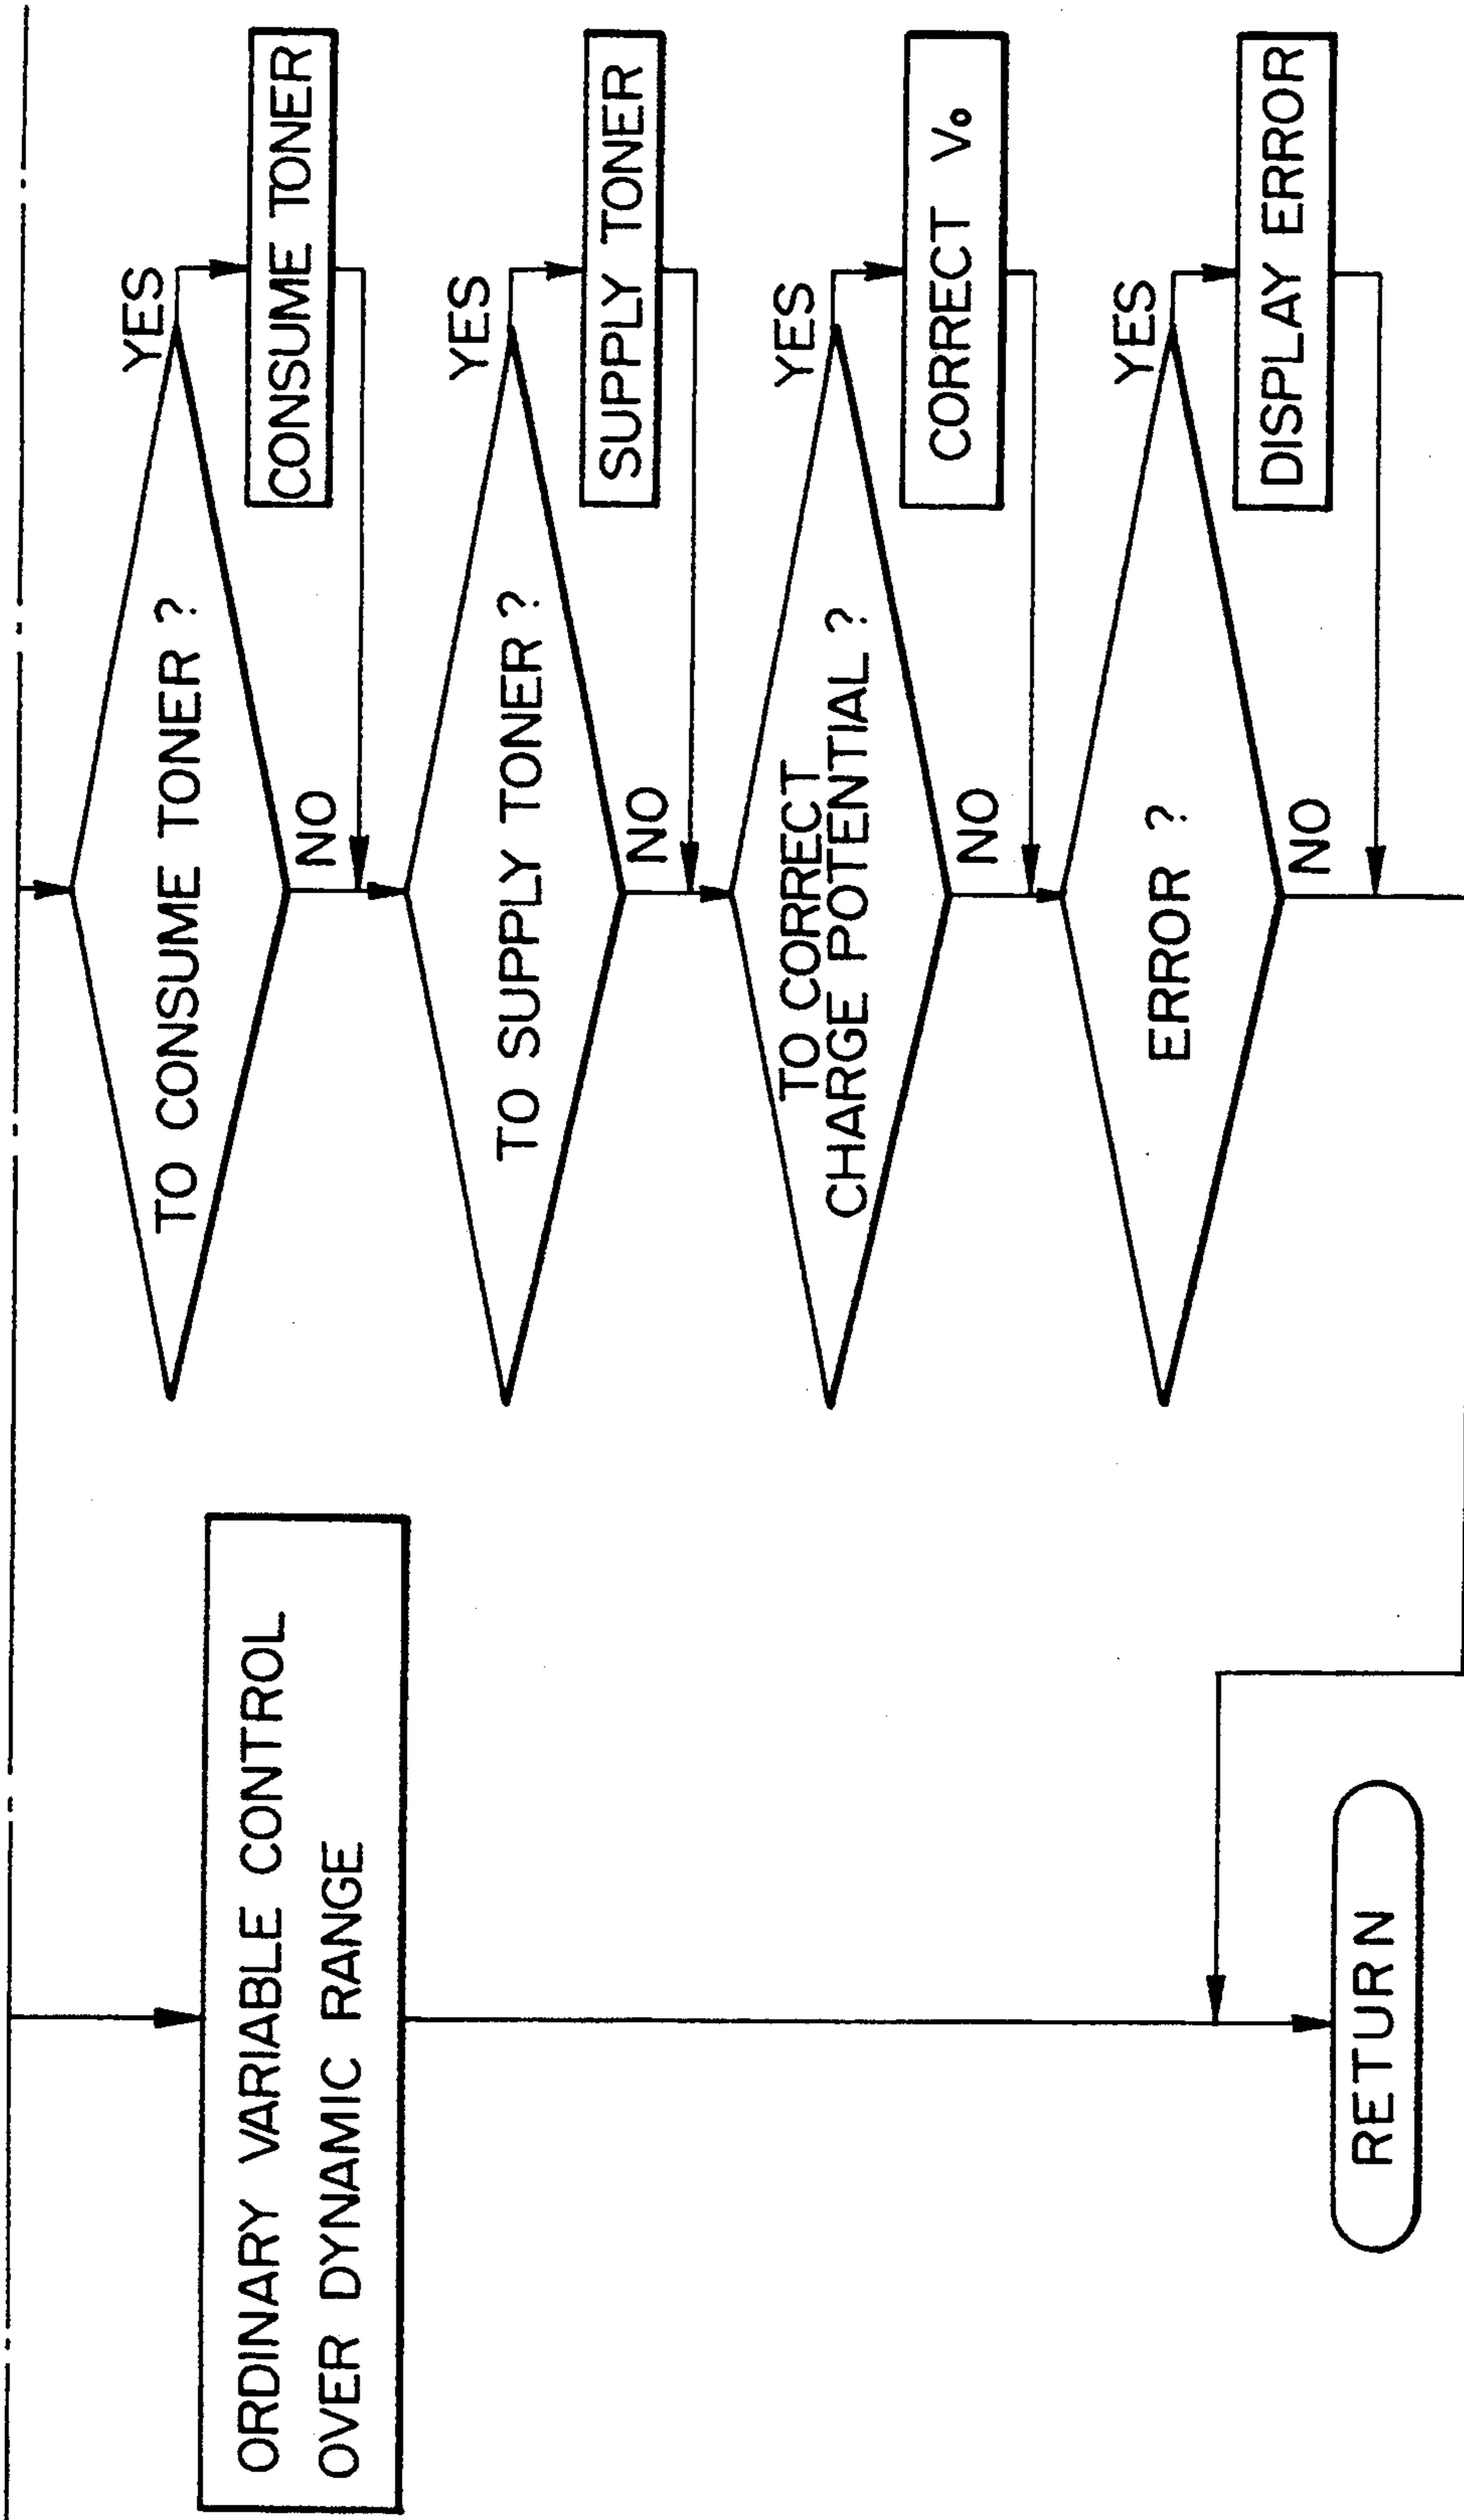 ORDINARY VARIABLE CONTROL
OVER DYNAMIC RANGE
RETURN
TO CONSUME TONER ?
YES
CONSUME TONER
NO
TO SUPPLY TONER ?
YES
SUPPLY TONER
NO
TO CORRECT
CHARGE POTENTIAL ?
YES
CORRECT Vo
NO
ERROR ?
YES
DISPLAY ERROR
NO